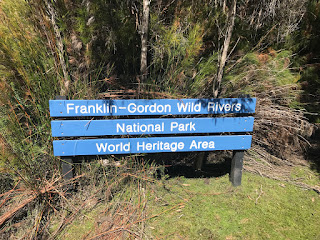 Franklin–Gordon Wild Rivers
National Park
World Heritage Area